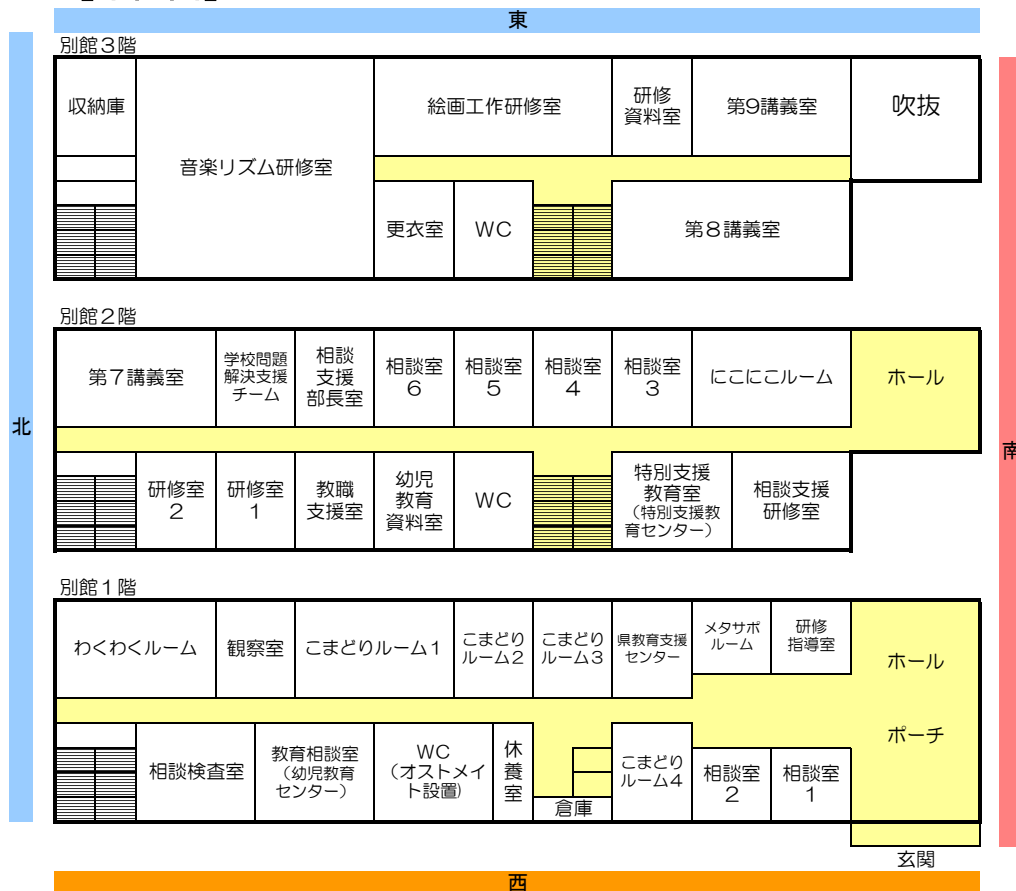 東
別館3階
収納庫
音楽リズム研修室
絵画工作研修室
研修
資料室
第9講義室
吹抜
更衣室
WC
第8講義室
別館2階
第7講義室
学校問題
解決支援
チーム
相談
支援
部長室
相談室
6
相談室
5
相談室
4
相談室
3
にこにこルーム
ホール
研修室
2
研修室
1
教職
支援室
幼児
教育
資料室
WC
特別支援
教育室
(特別支援教
育センター)
相談支援
研修室
北
南
別館1階
わくわくルーム
観察室
こまどりルーム1
こまどり
ルーム2
こまどり
ルーム3
県教育支援
センター
メタサポ
ルーム
研修
指導室
ホール
ポーチ
相談検査室
教育相談室
(幼児教育
センター)
WC
(オストメイ
ト設置)
休
養
室
倉庫
こまどり
ルーム4
相談室
2
相談室
1
玄関
西